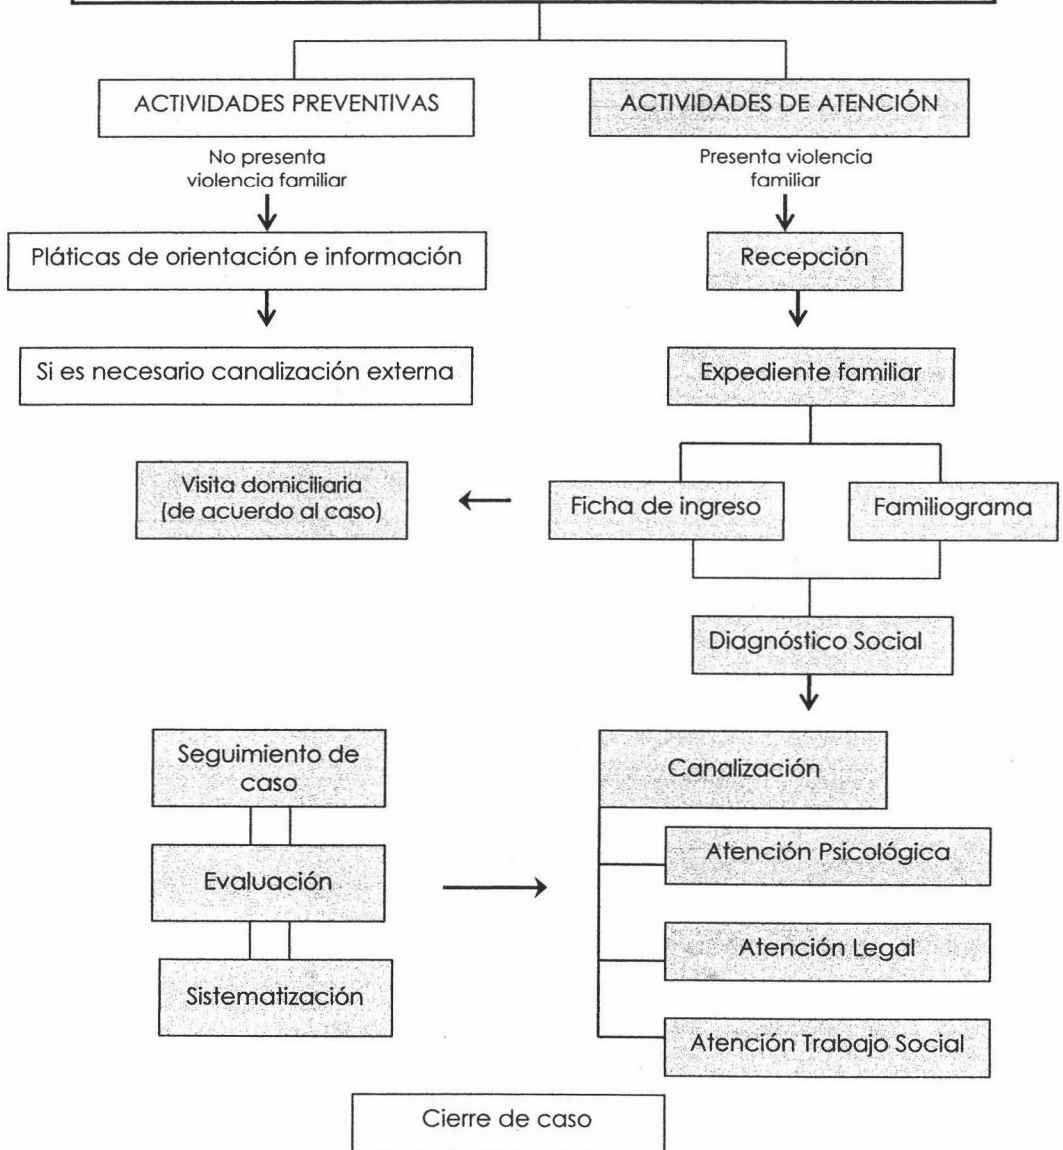 ACTIVIDADES PREVENTIVAS
ACTIVIDADES DE ATENCIÓN
No presenta
violencia familiar
Presenta violencia
familiar
Pláticas de orientación e información
Recepción
Si es necesario canalización externa
Expediente familiar
Visita domiciliaria
(de acuerdo al caso)
Ficha de ingreso
Familiograma
Diagnóstico Social
Seguimiento de
caso
Canalización
Atención Psicológica
Evaluación
Atención Legal
Sistematización
Atención Trabajo Social
Cierre de caso